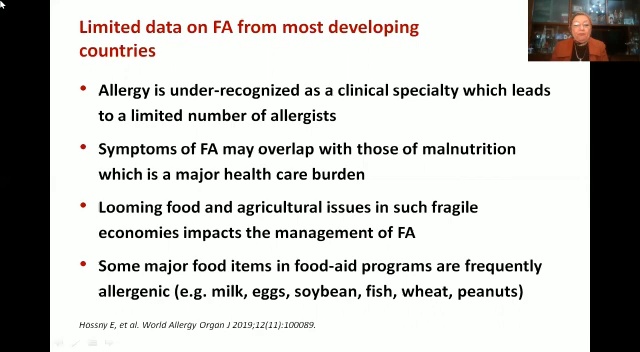 Limited data on FA from most developing
countries
• Allergy is under-recognized as a clinical specialty which leads
to a limited number of allergists
• Symptoms of FA may overlap with those of malnutrition
which is a major health care burden
• Looming food and agricultural issues in such fragile
economies impacts the management of FA
• Some major food items in food-aid programs are frequently
allergenic (e.g. milk, eggs, soybean, fish, wheat, peanuts)
Hossny E, et al. World Allergy Organ J 2019;12(11):100089.